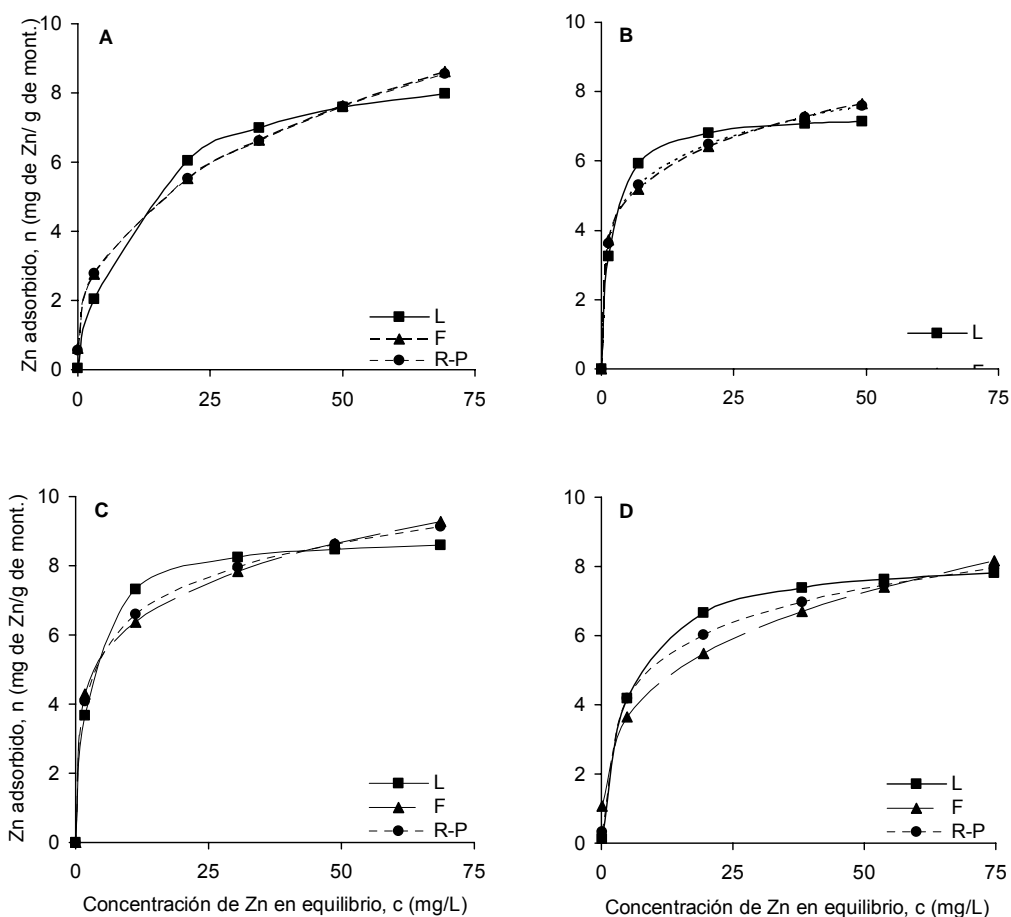 A
Zn adsorbido, n (mg de Zn/ g de mont.)
10
8
6
4
2
0
0 25 50 75
L
F
R-P
B
10
8
6
4
2
0
0 25 50 75
L
C
Zn adsorbido, n (mg de Zn/g de mont.)
10
8
6
4
2
0
0 25 50 75
L
F
R-P
Concentración de Zn en equilibrio, c (mg/L)
D
10
8
6
4
2
0
0 25 50 75
L
F
R-P
Concentración de Zn en equilibrio, c (mg/L)